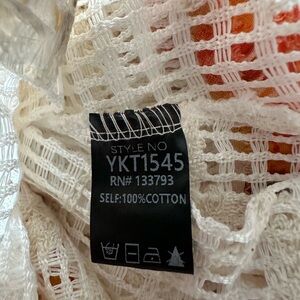 STYLE NO
YKT1545
RN# 133793
SELF:100%COTTON